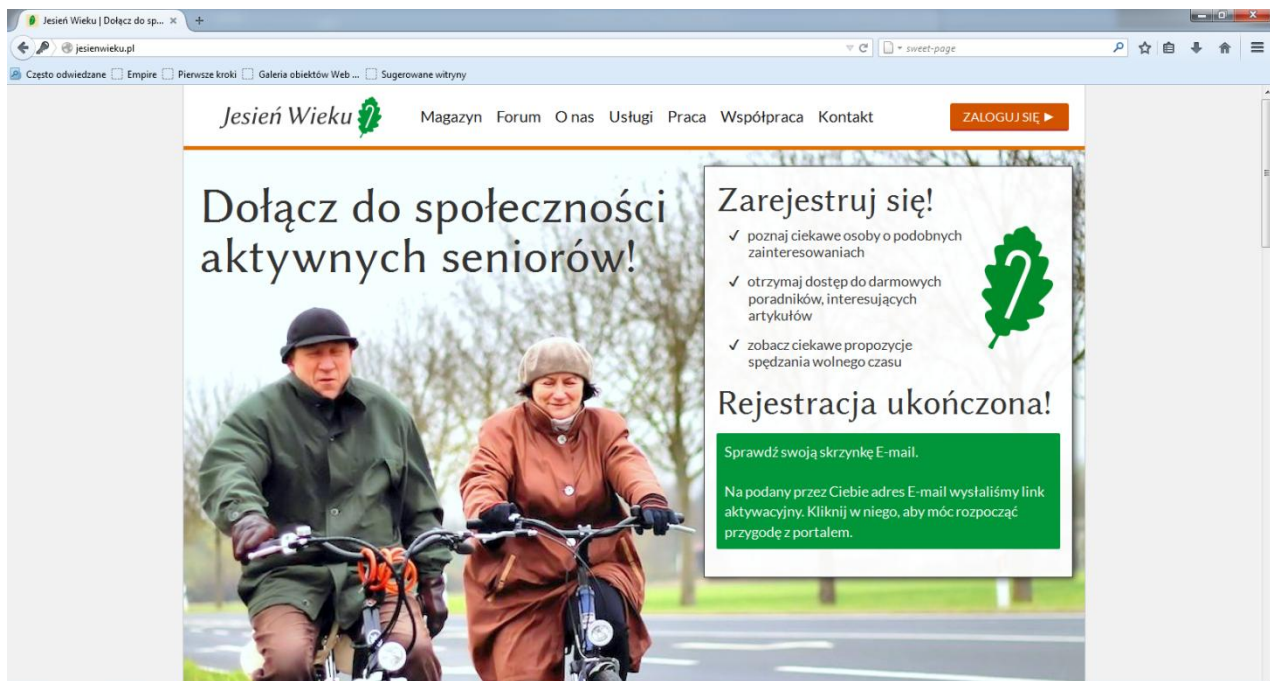 Jesień Wieku | Dołącz do sp...
jesienwieku.pl
sweet-page
Często odwiedzane Empire Pierwsze kroki Galeria obiektów Web ... Sugerowane witryny
Jesień Wieku
Magazyn Forum O nas Usługi Praca Współpraca Kontakt
ZALOGUJ SIĘ
Dołącz do społeczności
aktywnych seniorów!
Zarejestruj się!
✓ poznaj ciekawe osoby o podobnych
zainteresowaniach
✓ otrzymaj dostęp do darmowych
poradników, interesujących
artykułów
✓ zobacz ciekawe propozycje
spędzania wolnego czasu
Rejestracja ukończona!
Sprawdź swoją skrzynkę E-mail.
Na podany przez Ciebie adres E-mail wysłaliśmy link
aktywacyjny. Kliknij w niego, aby móc rozpocząć
przygodę z portalem.